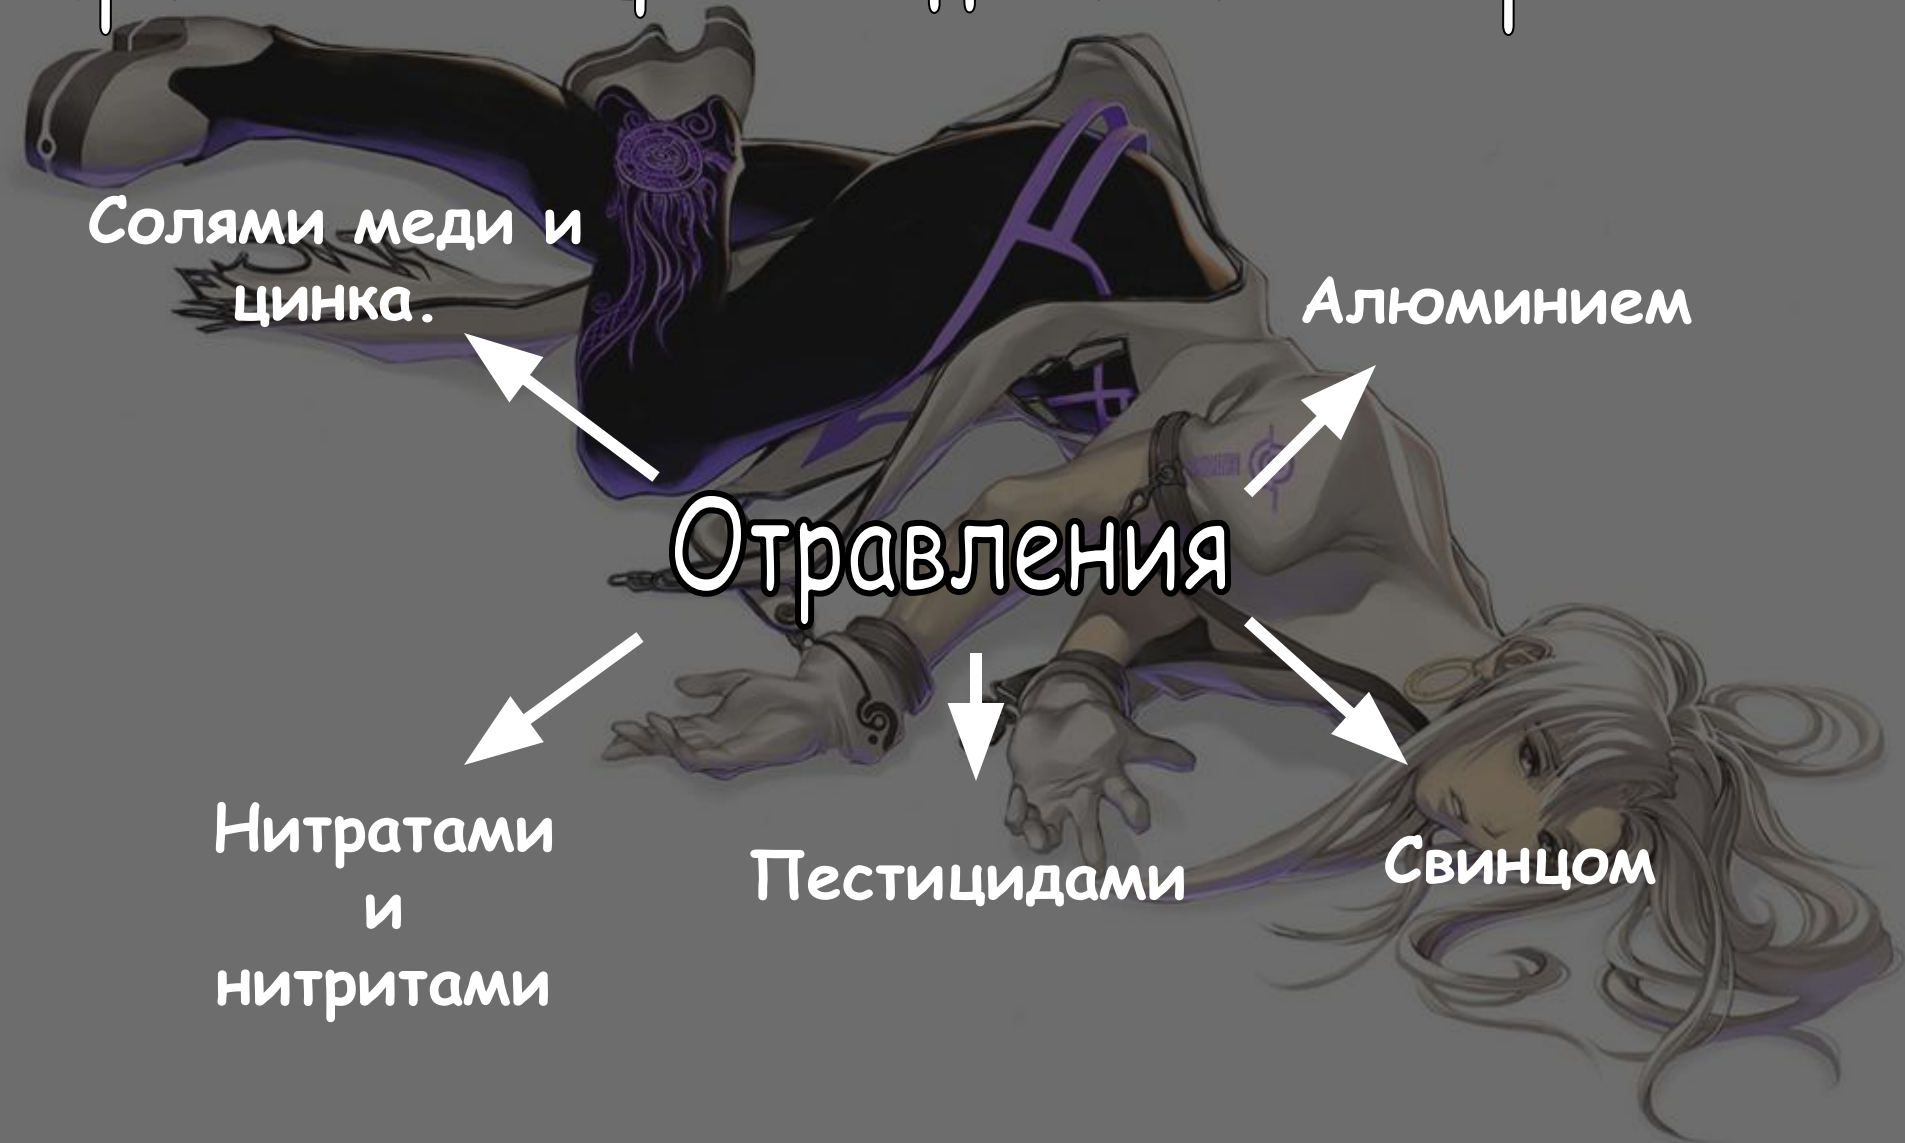 Солями меди и
цинка.
Алюминием
Отравления
Нитратами
и
нитритами
Пестицидами
Свинцом